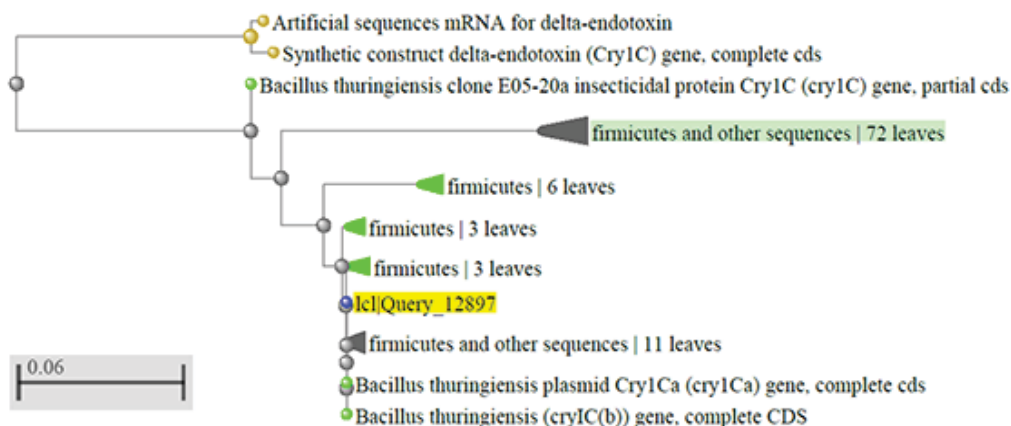 Artificial sequences mRNA for delta-endotoxin
Synthetic construct delta-endotoxin (Cry1C) gene, complete cds
Bacillus thuringiensis clone E05-20a insecticidal protein Cry1C (cry1C) gene, partial cds
firmicutes and other sequences | 72 leaves
firmicutes | 6 leaves
firmicutes | 3 leaves
firmicutes | 3 leaves
lcl|Query_12897
firmicutes and other sequences | 11 leaves
0.06
Bacillus thuringiensis plasmid Cry1Ca (cry1Ca) gene, complete cds
Bacillus thuringiensis (cryIC(b)) gene, complete CDS